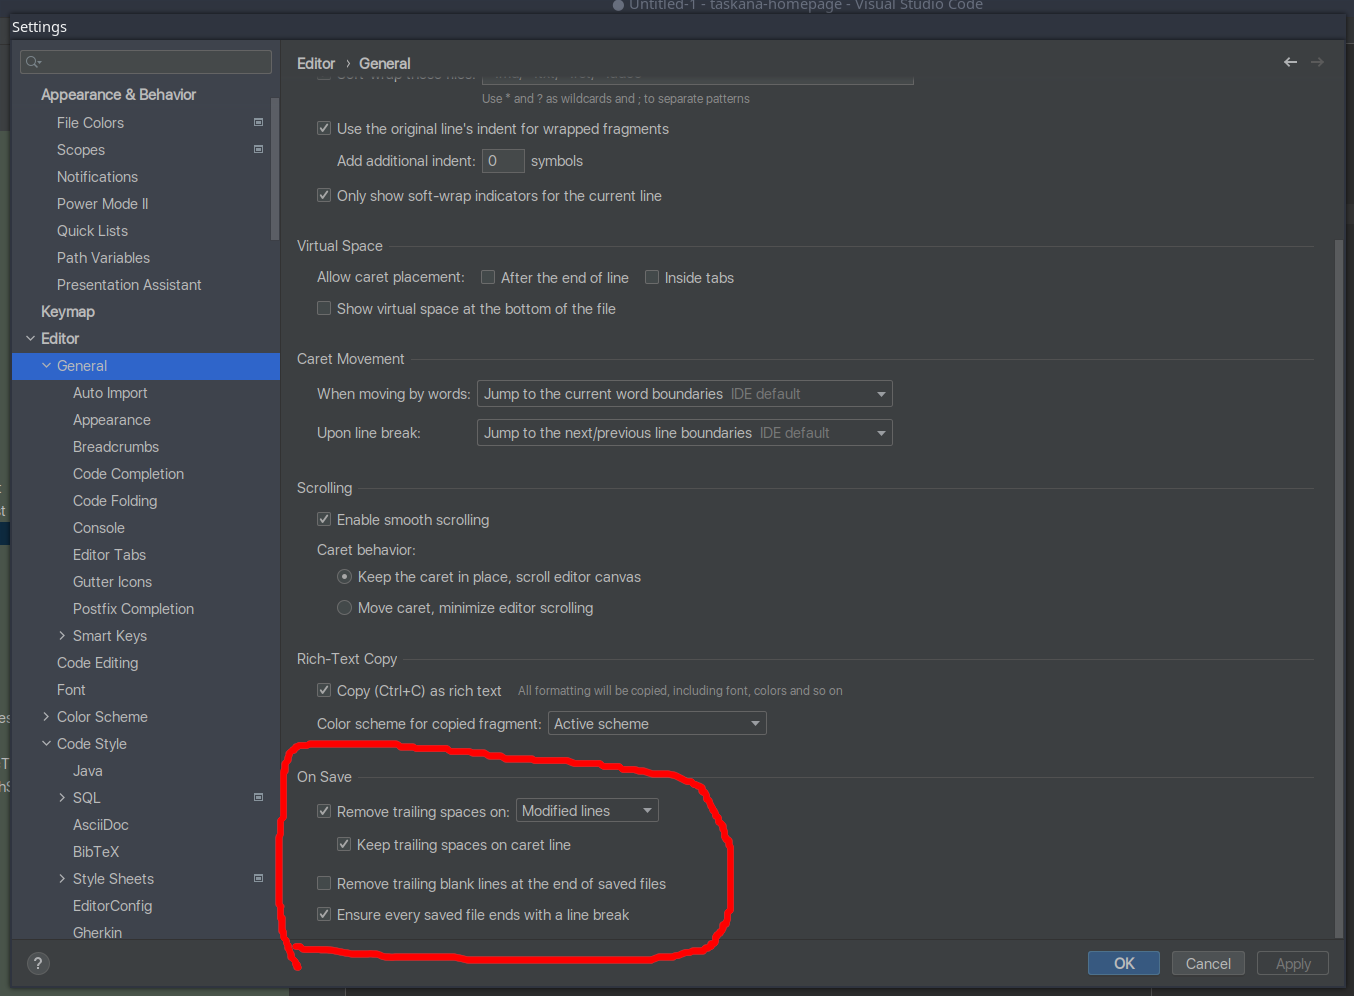 Untitled-1 - taskana-homepage - Visual Studio Code
Settings
Appearance & Behavior
File Colors
Scopes
Notifications
Power Mode II
Quick Lists
Path Variables
Presentation Assistant
Keymap
Editor
General
Auto Import
Appearance
Breadcrumbs
Code Completion
Code Folding
Console
Editor Tabs
Gutter Icons
Postfix Completion
Smart Keys
Code Editing
Font
Color Scheme
Code Style
Java
SQL
AsciiDoc
BibTeX
Style Sheets
EditorConfig
Gherkin
?
Editor › General
Soft-wrap these files:
Use * and ? as wildcards and ; to separate patterns
Use the original line's indent for wrapped fragments
Add additional indent: 0 symbols
Only show soft-wrap indicators for the current line
Virtual Space
Allow caret placement: After the end of line Inside tabs
Show virtual space at the bottom of the file
Caret Movement
When moving by words: Jump to the current word boundaries IDE default
Upon line break: Jump to the next/previous line boundaries IDE default
Scrolling
Enable smooth scrolling
Caret behavior:
Keep the caret in place, scroll editor canvas
Move caret, minimize editor scrolling
Rich-Text Copy
Copy (Ctrl+C) as rich text All formatting will be copied, including font, colors and so on
Color scheme for copied fragment: Active scheme
On Save
Remove trailing spaces on: Modified lines
Keep trailing spaces on caret line
Remove trailing blank lines at the end of saved files
Ensure every saved file ends with a line break
OK Cancel Apply